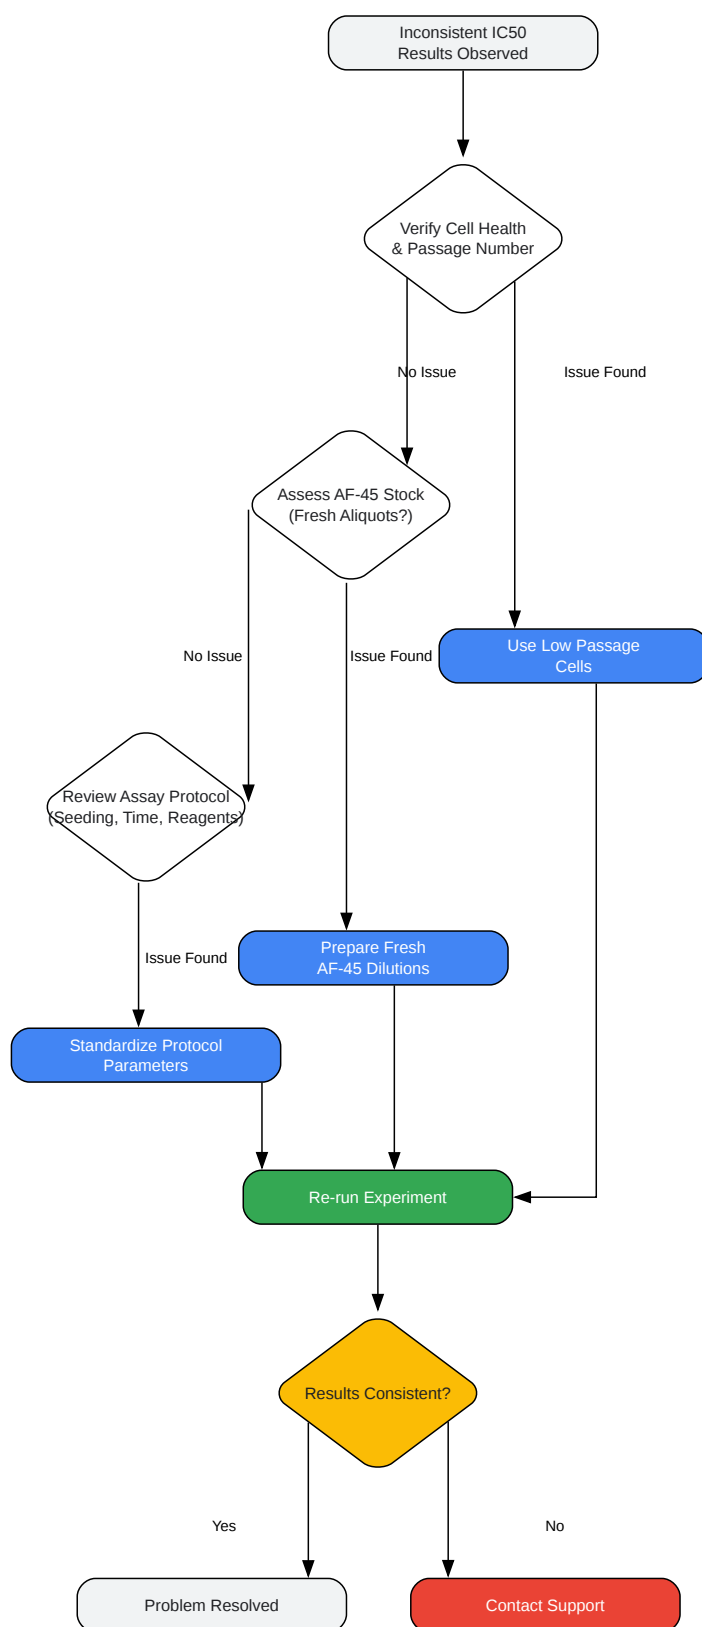 Inconsistent IC50
Results Observed
Verify Cell Health
& Passage Number
No Issue
Issue Found
Assess AF-45 Stock
(Fresh Aliquots?)
No Issue
Issue Found
Use Low Passage
Cells
Review Assay Protocol
(Seeding, Time, Reagents)
Issue Found
Prepare Fresh
AF-45 Dilutions
Standardize Protocol
Parameters
Re-run Experiment
Results Consistent?
Yes
No
Problem Resolved
Contact Support